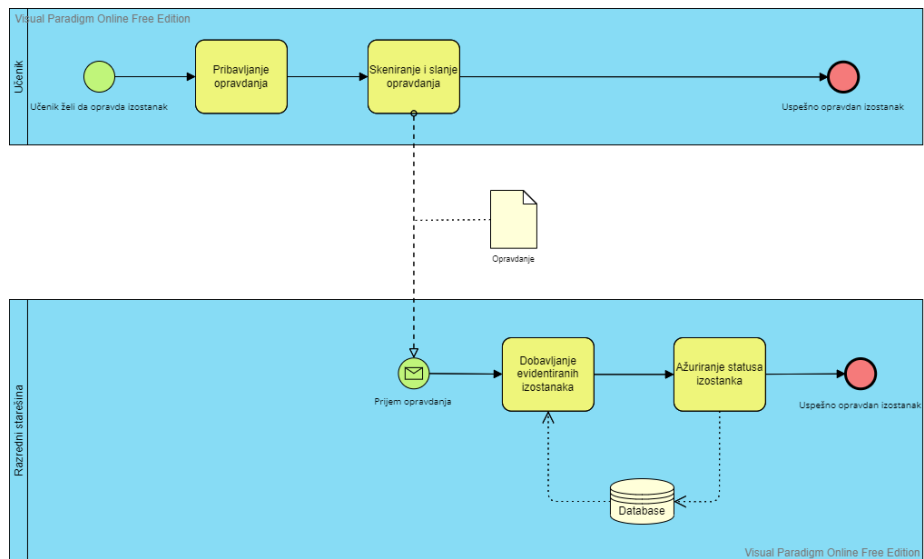 Visual Paradigm Online Free Edition
Učenik
Učenik želi da opravda izostanak
Pribavljanje
opravdanja
Skeniranje i slanje
opravdanja
Uspešno opravdan izostanak
Opravdanje
Razredni starešina
Prijem opravdanja
Dobavljanje
evidentiranih
izostanaka
Ažuriranje statusa
izostanka
Uspešno opravdan izostanak
Database
Visual Paradigm Online Free Edition